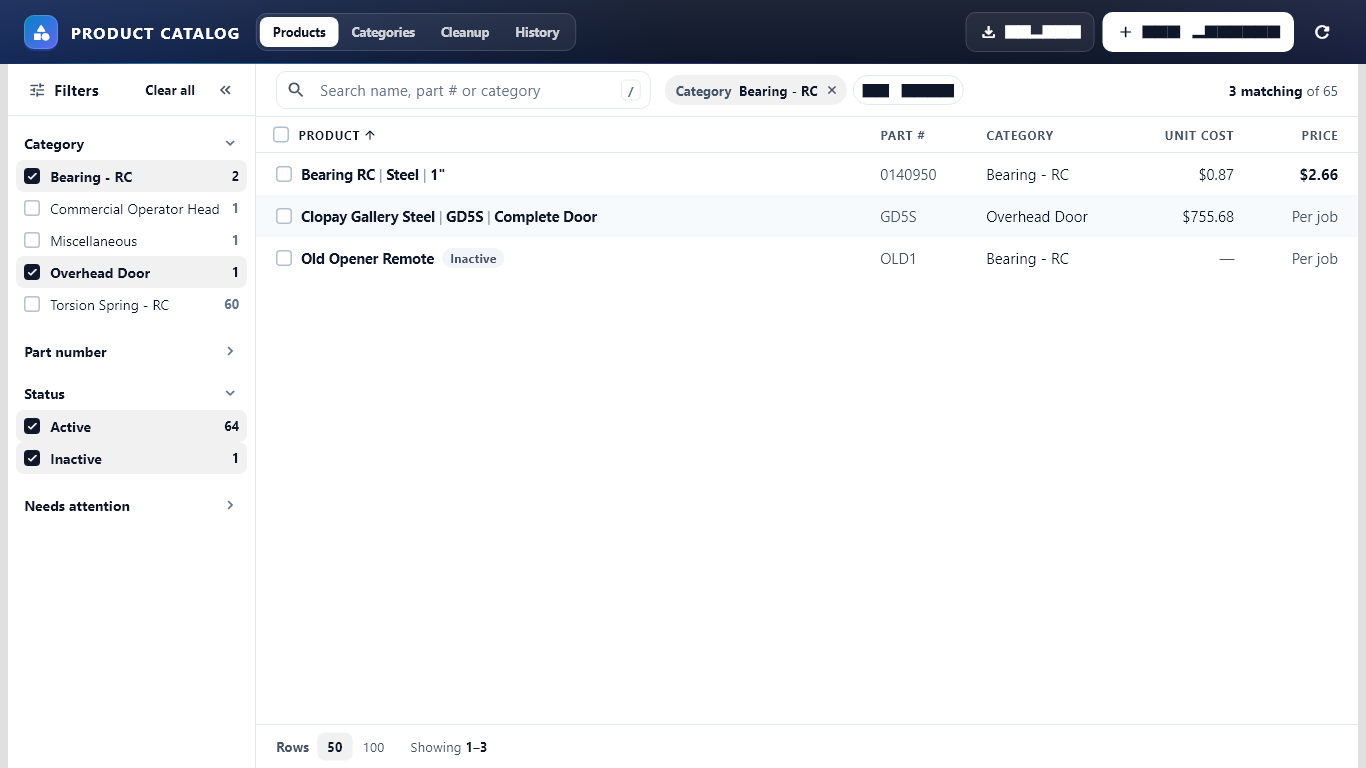 PRODUCT CATALOG
Products
Categories
Cleanup
History
Filters
Clear all
Search name, part # or category
/
Category Bearing - RC
3 matching of 65
Category
Bearing - RC 2
Commercial Operator Head 1
Miscellaneous 1
Overhead Door 1
Torsion Spring - RC 60
Part number
Status
Active 64
Inactive 1
Needs attention
PRODUCT PART # CATEGORY UNIT COST PRICE
Bearing RC | Steel | 1" 0140950 Bearing - RC $0.87 $2.66
Clopay Gallery Steel | GD5S | Complete Door GD5S Overhead Door $755.68 Per job
Old Opener Remote Inactive OLD1 Bearing - RC — Per job
Rows 50 100 Showing 1–3